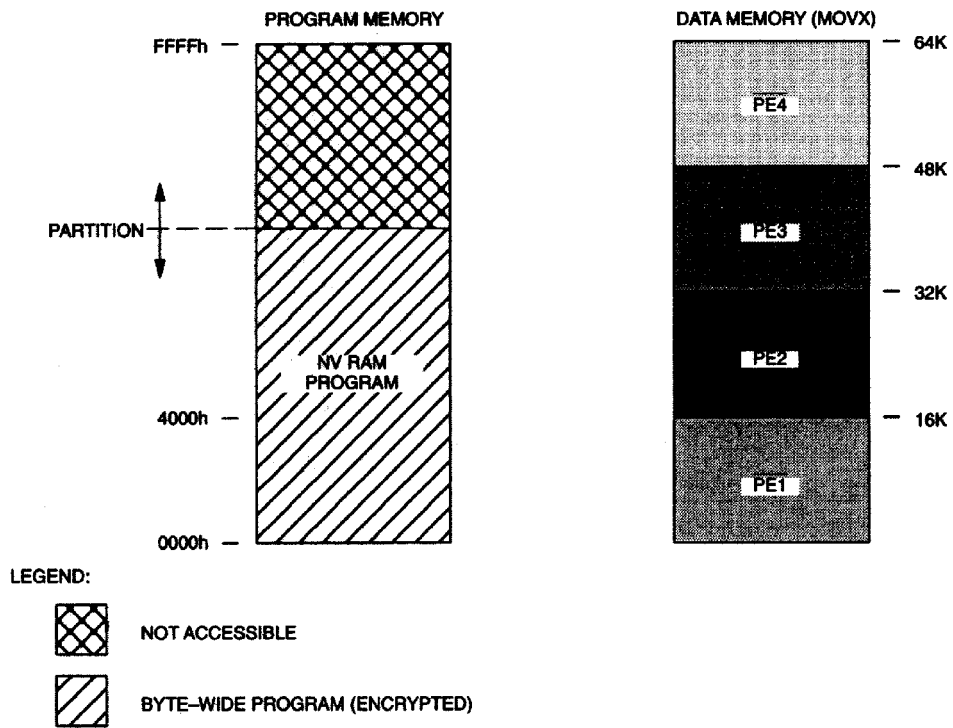 PROGRAM MEMORY
DATA MEMORY (MOVX)
FFFFh
64K
PE4
48K
PARTITION
PE3
32K
NV RAM
PROGRAM
PE2
4000h
16K
PE1
0000h
LEGEND:
NOT ACCESSIBLE
BYTE–WIDE PROGRAM (ENCRYPTED)